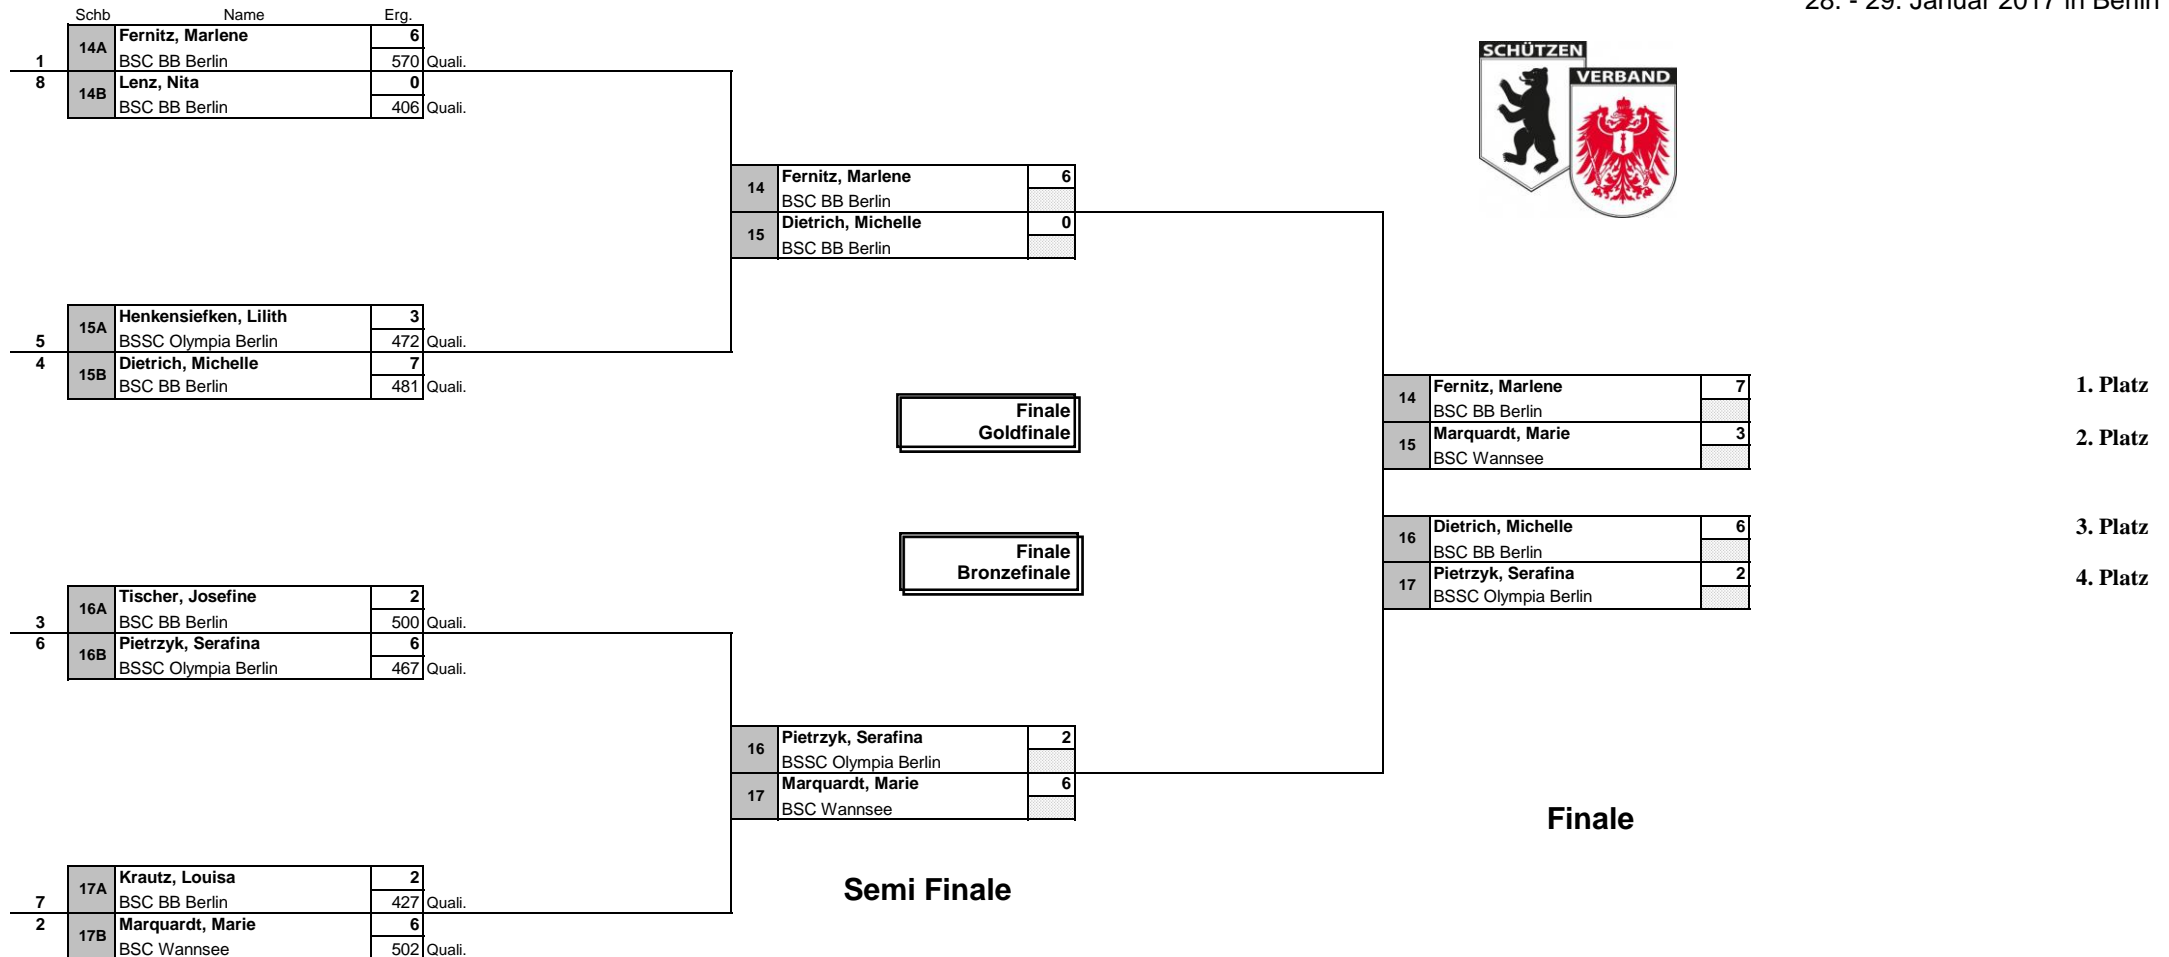 28. - 29. Januar 2017 in Berlin
Schb Name Erg.
14A Fernitz, Marlene 6
1 BSC BB Berlin 570 Quali.
8 14B Lenz, Nita 0
BSC BB Berlin 406 Quali.
SCHÜTZEN
VERBAND
14 Fernitz, Marlene 6
BSC BB Berlin
15 Dietrich, Michelle 0
BSC BB Berlin
15A Henkensiefken, Lilith 3
5 BSSC Olympia Berlin 472 Quali.
4 15B Dietrich, Michelle 7
BSC BB Berlin 481 Quali.
Finale
Goldfinale
14 Fernitz, Marlene 7 1. Platz
BSC BB Berlin
15 Marquardt, Marie 3 2. Platz
BSC Wannsee
Finale
Bronzefinale
16 Dietrich, Michelle 6 3. Platz
BSC BB Berlin
17 Pietrzyk, Serafina 2 4. Platz
BSSC Olympia Berlin
16A Tischer, Josefine 2
3 BSC BB Berlin 500 Quali.
6 16B Pietrzyk, Serafina 6
BSSC Olympia Berlin 467 Quali.
16 Pietrzyk, Serafina 2
BSSC Olympia Berlin
17 Marquardt, Marie 6
BSC Wannsee
Finale
17A Krautz, Louisa 2
7 BSC BB Berlin 427 Quali.
2 17B Marquardt, Marie 6
BSC Wannsee 502 Quali.
Semi Finale